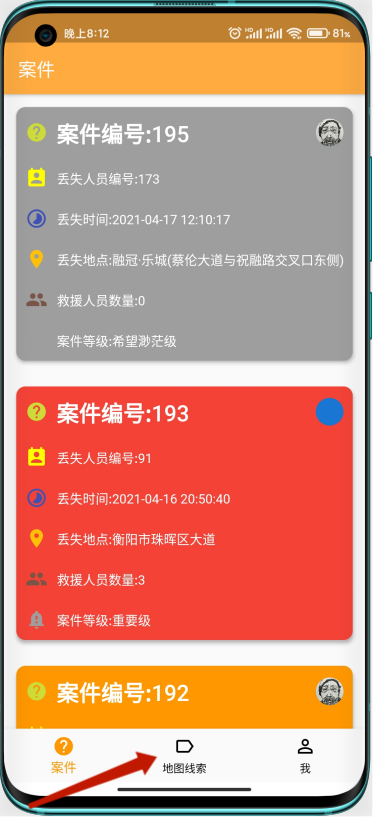 晚上8:12
HD HD 81%
案件
案件编号:195
丢失人员编号:173
丢失时间:2021-04-17 12:10:17
丢失地点:融冠·乐城(蔡伦大道与祝融路交叉口东侧)
救援人员数量:0
案件等级:希望渺茫级
案件编号:193
丢失人员编号:91
丢失时间:2021-04-16 20:50:40
丢失地点:衡阳市珠晖区大道
救援人员数量:3
案件等级:重要级
案件编号:192
案件
地图线索
我